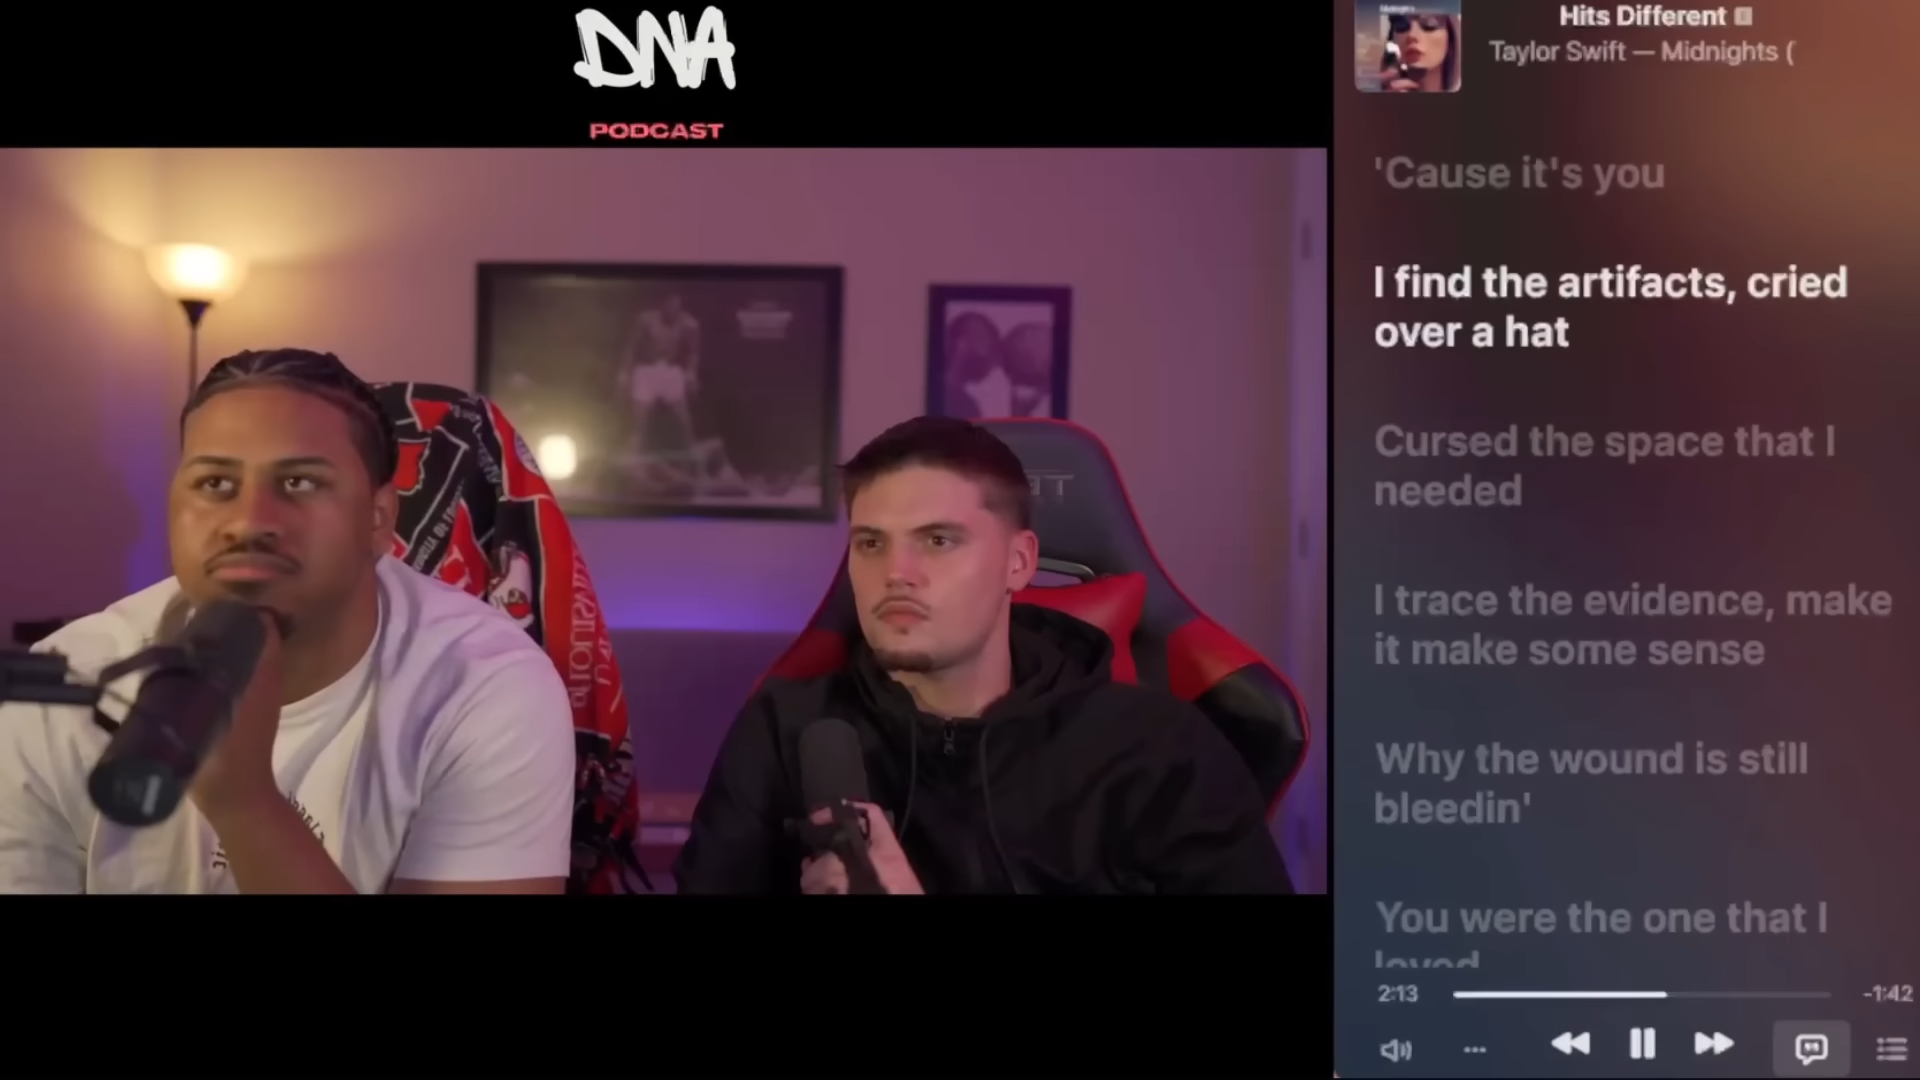 DNA
PODCAST
Hits Different
Taylor Swift — Midnights (
'Cause it's you
I find the artifacts, cried
over a hat
Cursed the space that I
needed
I trace the evidence, make
it make some sense
Why the wound is still
bleedin'
You were the one that I
loved
2:13
-1:42